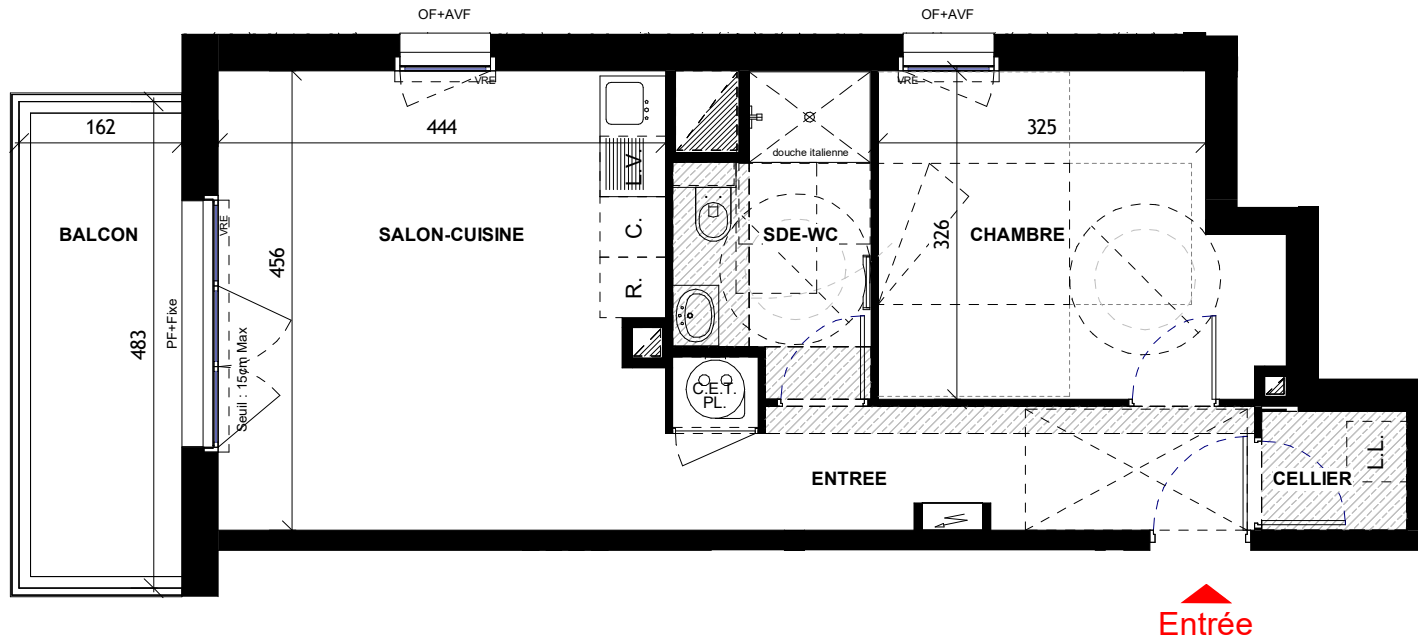 OF+AVF
OF+AVF
VRE
VRE
162
444
325
douche italienne
L.V.
BALCON
SALON-CUISINE
C.
SDE-WC
326
CHAMBRE
VRE
456
R.
483
PF+Fixe
Seuil : 15cm Max
C.E.T.
PL.
ENTREE
CELLIER
L.L.
Entrée